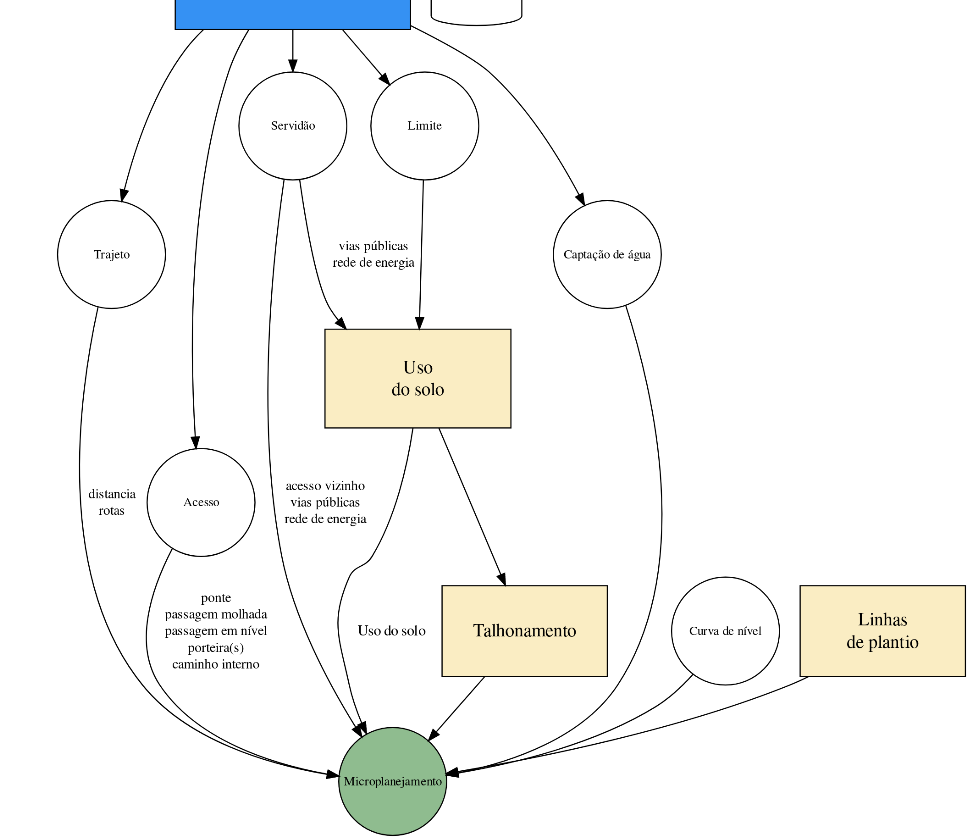 Servidão
Limite
vias públicas
rede de energia
Trajeto
Captação de água
Uso
do solo
distancia
rotas
Acesso
acesso vizinho
vias públicas
rede de energia
ponte
passagem molhada
passagem em nível
porteira(s)
caminho interno
Uso do solo
Talhonamento
Curva de nível
Linhas
de plantio
Microplanejamento